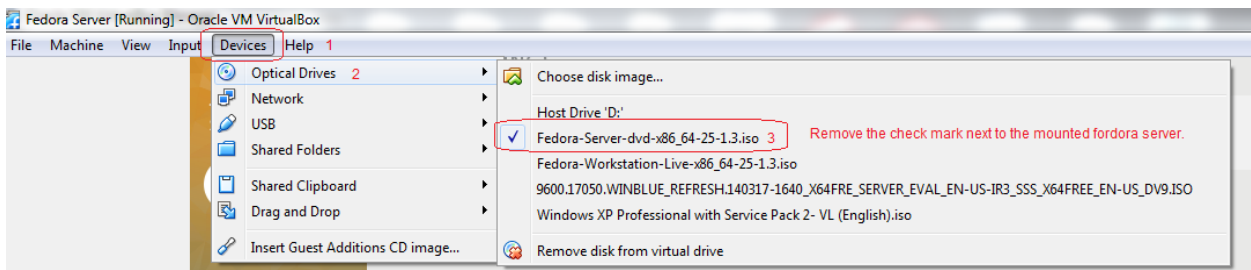 Fedora Server [Running] - Oracle VM VirtualBox
File Machine View Input Devices Help 1
Optical Drives 2
Network
USB
Shared Folders
Shared Clipboard
Drag and Drop
Insert Guest Additions CD image...
Choose disk image...
Host Drive 'D:'
Fedora-Server-dvd-x86_64-25-1.3.iso 3 Remove the check mark next to the mounted fordora server.
Fedora-Workstation-Live-x86_64-25-1.3.iso
9600.17050.WINBLUE_REFRESH.140317-1640_X64FRE_SERVER_EVAL_EN-US-IR3_SSS_X64FREE_EN-US_DV9.ISO
Windows XP Professional with Service Pack 2- VL (English).iso
Remove disk from virtual drive